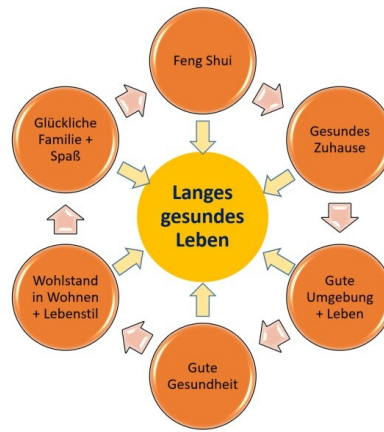 Feng Shui
Gesundes
Zuhause
Gute
Umgebung
+ Leben
Gute
Gesundheit
Wohlstand
in Wohnen
+ Lebenstil
Glückliche
Familie +
Spaß
Langes
gesundes
Leben